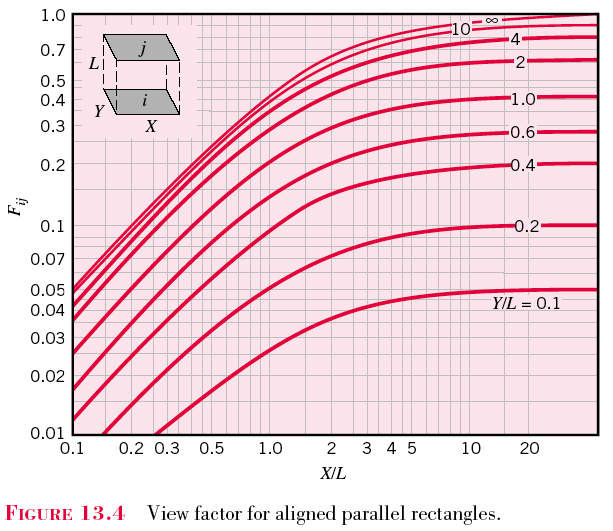 1.0
0.7
0.5
0.4
0.3
0.2
0.1
0.07
0.05
0.04
0.03
0.02
0.01
F_ij
j
L
i
Y
X
10
∞
4
2
1.0
0.6
0.4
0.2
Y/L = 0.1
0.1 0.2 0.3 0.5 1.0 2 3 4 5 10 20
X/L
FIGURE 13.4 View factor for aligned parallel rectangles.